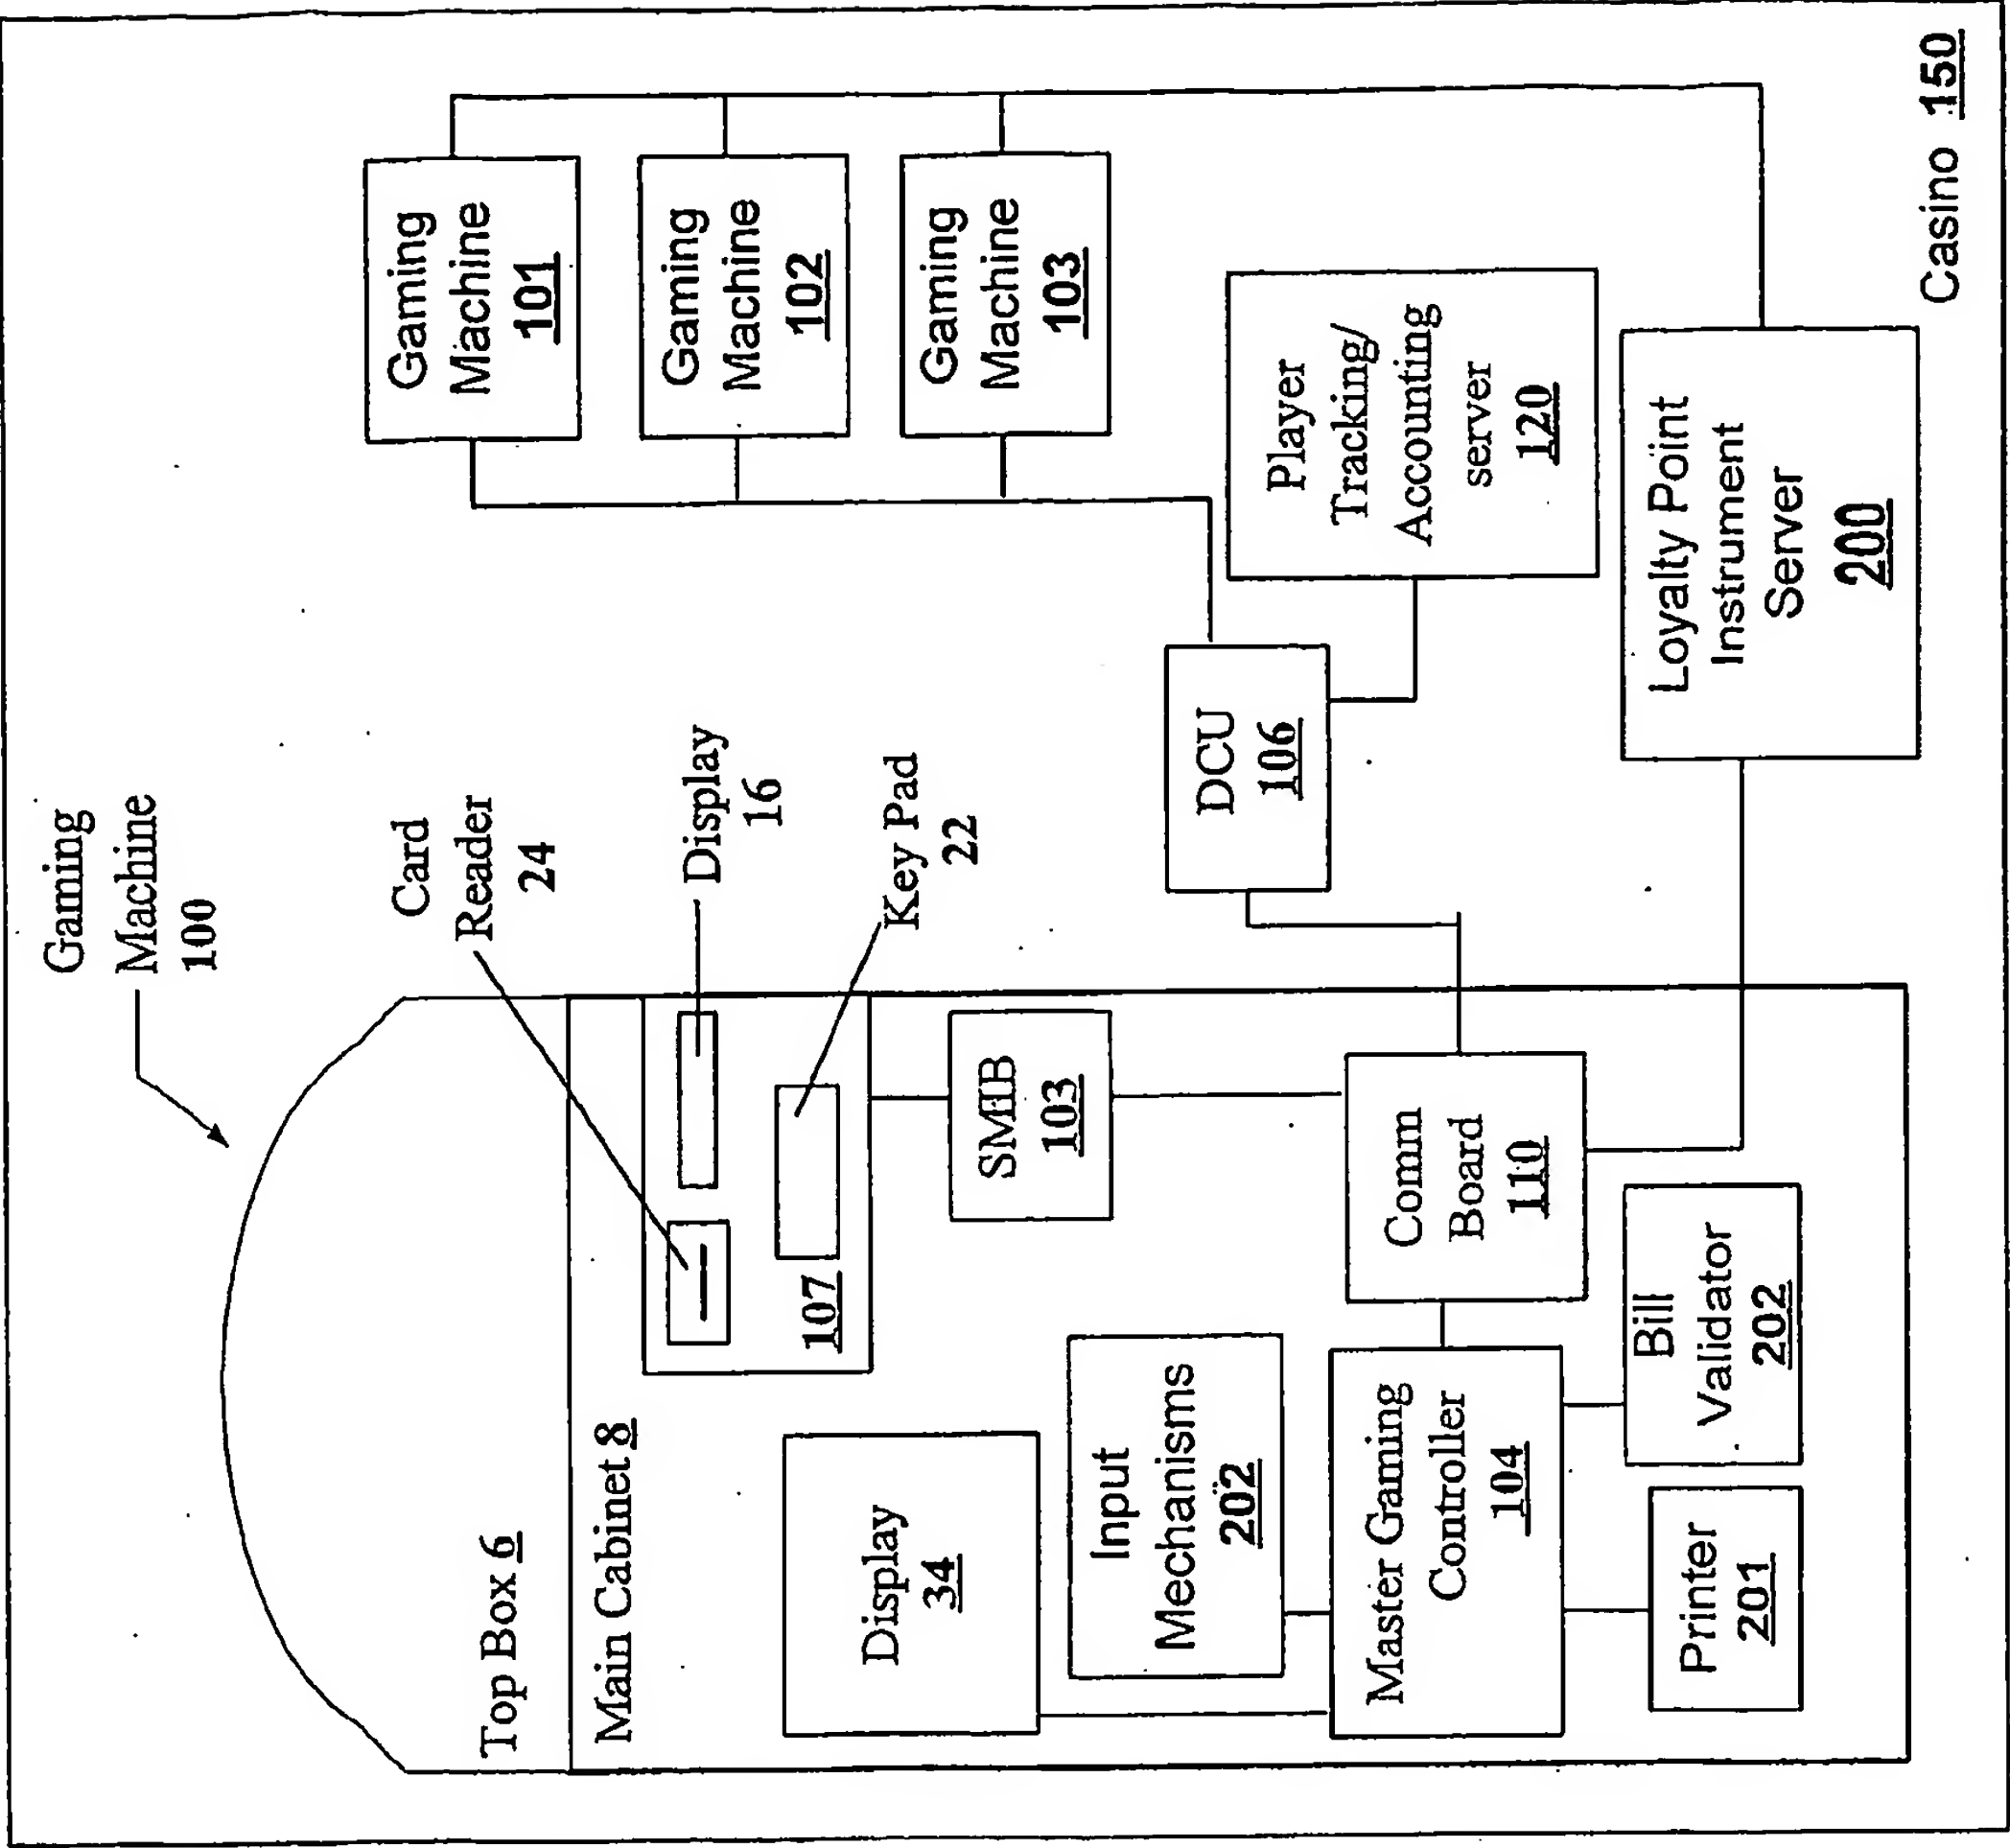 Gaming
Machine
100
Card
Reader
24
Display
16
Key Pad
22
Top Box 6
Main Cabinet 8
107
Display
34
SMIB
103
Input
Mechanisms
202
Comm
Board
110
Master Gaming
Controller
104
Bill
Validator
202
Printer
201
Gaming
Machine
101
Gaming
Machine
102
Gaming
Machine
103
DCU
106
Player
Tracking/
Accounting
server
120
Loyalty Point
Instrument
Server
200
Casino 150